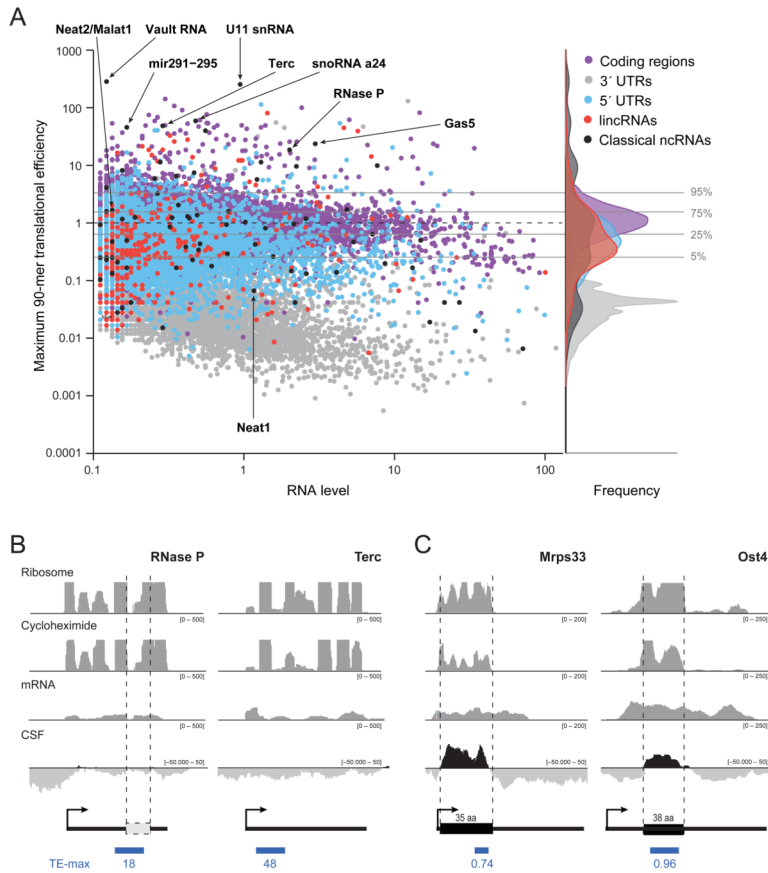 A
Neat2/Malat1
Vault RNA
U11 snRNA
mir291−295
Terc
snoRNA a24
RNase P
Gas5
Neat1
Maximum 90-mer translational efficiency
1000
100
10
1
0.1
0.01
0.001
0.0001
0.1
1
10
100
RNA level
Frequency
Coding regions
3′ UTRs
5′ UTRs
lincRNAs
Classical ncRNAs
95%
75%
25%
5%
B
RNase P
Terc
Ribosome
[0 – 500]
[0 – 500]
Cycloheximide
[0 – 500]
[0 – 500]
mRNA
[0 – 500]
[0 – 500]
CSF
[−50.000 – 50]
[−50.000 – 50]
TE-max
18
48
C
Mrps33
Ost4
[0 – 200]
[0 – 250]
[0 – 200]
[0 – 250]
[0 – 200]
[0 – 250]
[−50.000 – 50]
[−50.000 – 50]
35 aa
38 aa
0.74
0.96